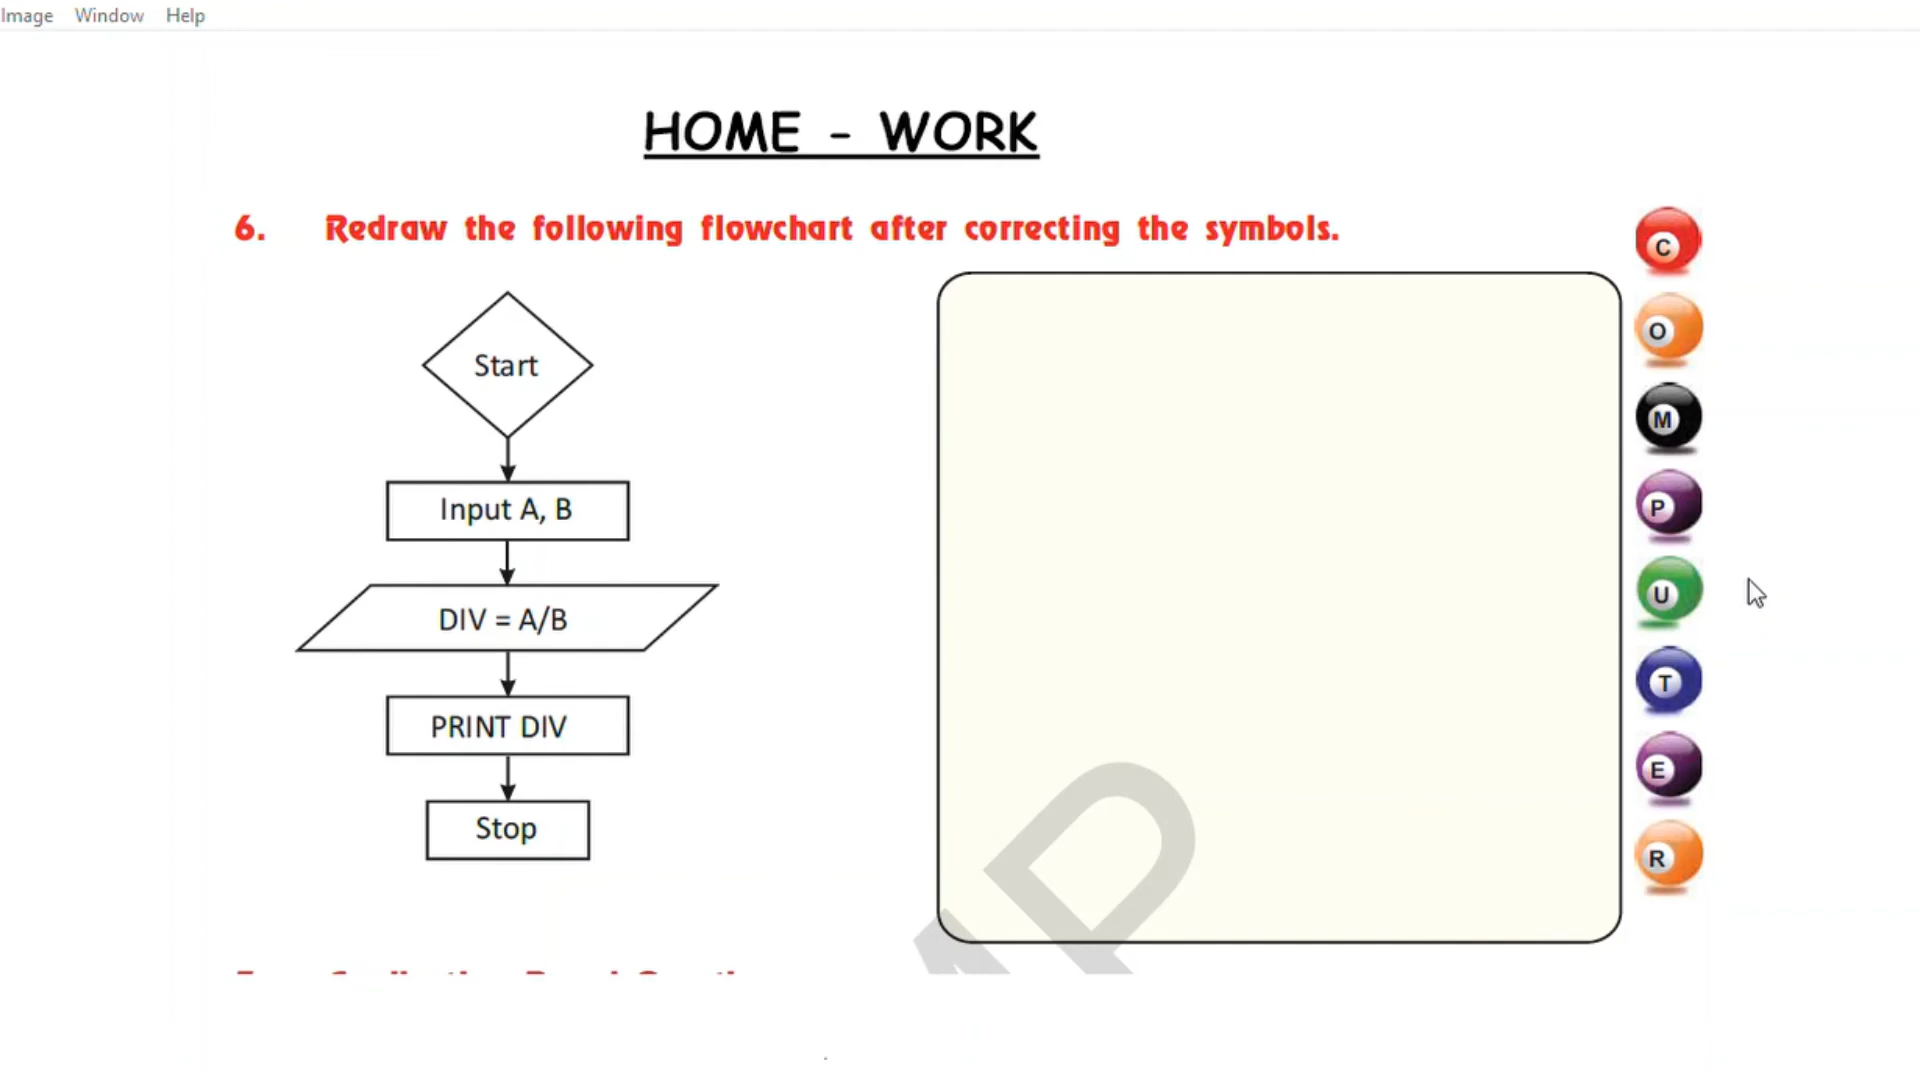 Image Window Help
HOME - WORK
6. Redraw the following flowchart after correcting the symbols.
Start
Input A, B
DIV = A/B
PRINT DIV
Stop
C
O
M
P
U
T
E
R